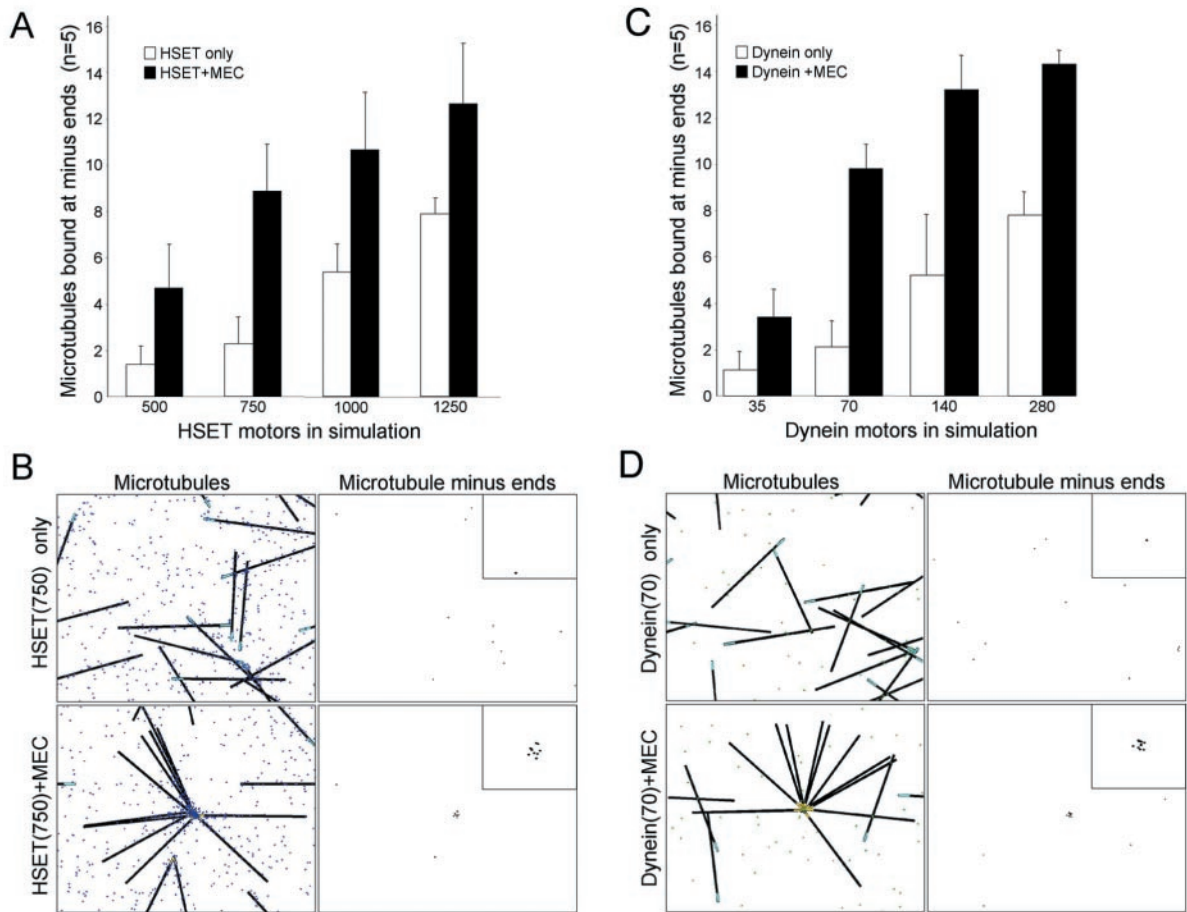 A
Microtubules bound at minus ends (n=5)
16
14
12
10
8
6
4
2
0
HSET only
HSET+MEC
500 750 1000 1250
HSET motors in simulation
C
Microtubules bound at minus ends (n=5)
16
14
12
10
8
6
4
2
0
Dynein only
Dynein +MEC
35 70 140 280
Dynein motors in simulation
B
Microtubules Microtubule minus ends
HSET(750) only
HSET(750)+MEC
D
Microtubules Microtubule minus ends
Dynein(70) only
Dynein(70)+MEC